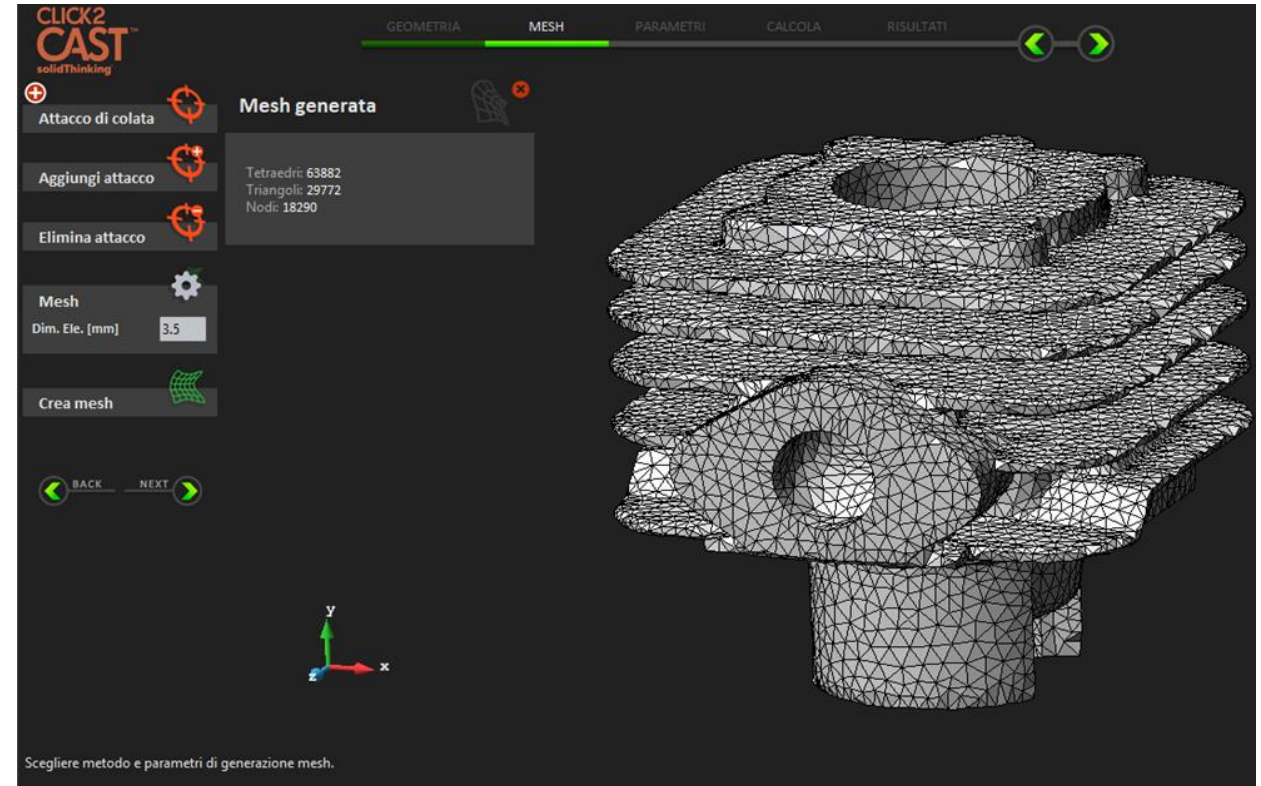 CLICK2
CAST™
solidThinking
GEOMETRIA MESH PARAMETRI CALCOLA RISULTATI
Attacco di colata
Aggiungi attacco
Elimina attacco
Mesh
Dim. Ele. [mm] 3.5
Crea mesh
BACK NEXT
Mesh generata
Tetraedri: 63882
Triangoli: 29772
Nodi: 18290
y
x
z
Scegliere metodo e parametri di generazione mesh.